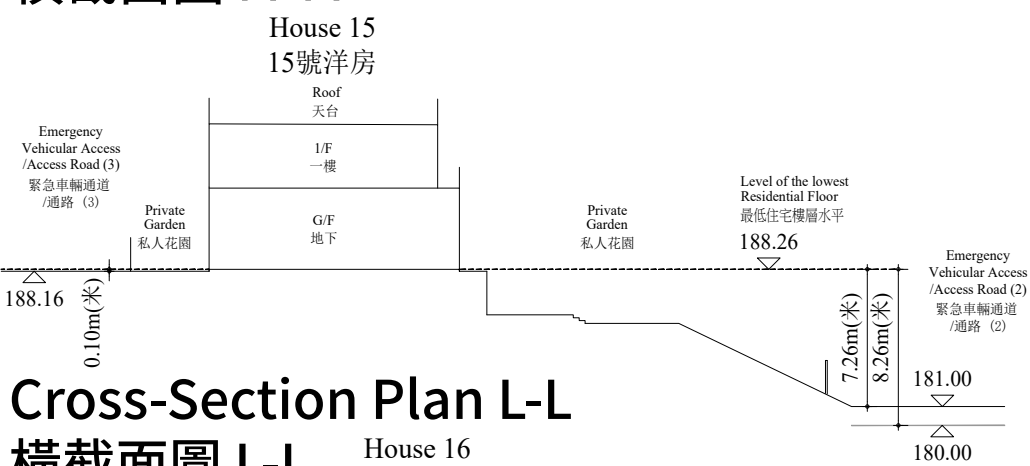 House 15
15號洋房
Roof
天台
Emergency
Vehicular Access
/Access Road (3)
緊急車輛通道
/通路 (3)
1/F
一樓
Private
Garden
私人花園
G/F
地下
Private
Garden
私人花園
Level of the lowest
Residential Floor
最低住宅樓層水平
188.26
Emergency
Vehicular Access
/Access Road (2)
緊急車輛通道
/通路 (2)
188.16
0.10m(米)
7.26m(米)
8.26m(米)
181.00
180.00
Cross-Section Plan L-L
橫截面圖 L-L
House 16